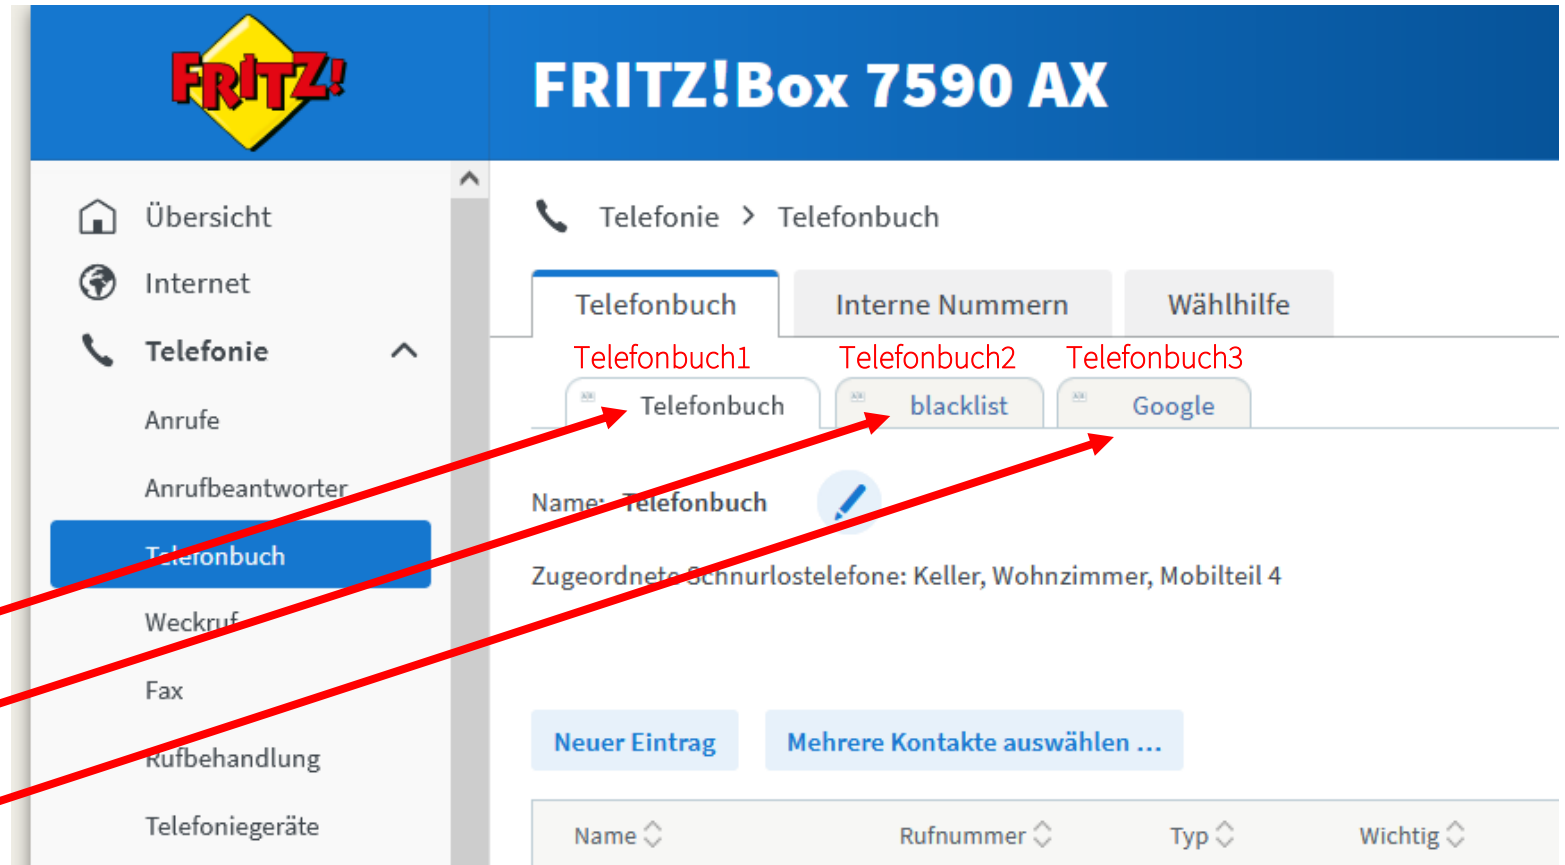 FRITZ!
FRITZ!Box 7590 AX
Übersicht
Internet
Telefonie
Anrufe
Anrufbeantworter
Telefonbuch
Weckruf
Fax
Rufbehandlung
Telefoniegeräte
Telefonie > Telefonbuch
Telefonbuch Interne Nummern Wählhilfe
Telefonbuch1 Telefonbuch2 Telefonbuch3
Telefonbuch blacklist Google
Name: Telefonbuch
Zugeordnete Schnurlostelefone: Keller, Wohnzimmer, Mobilteil 4
Neuer Eintrag Mehrere Kontakte auswählen ...
Name Rufnummer Typ Wichtig